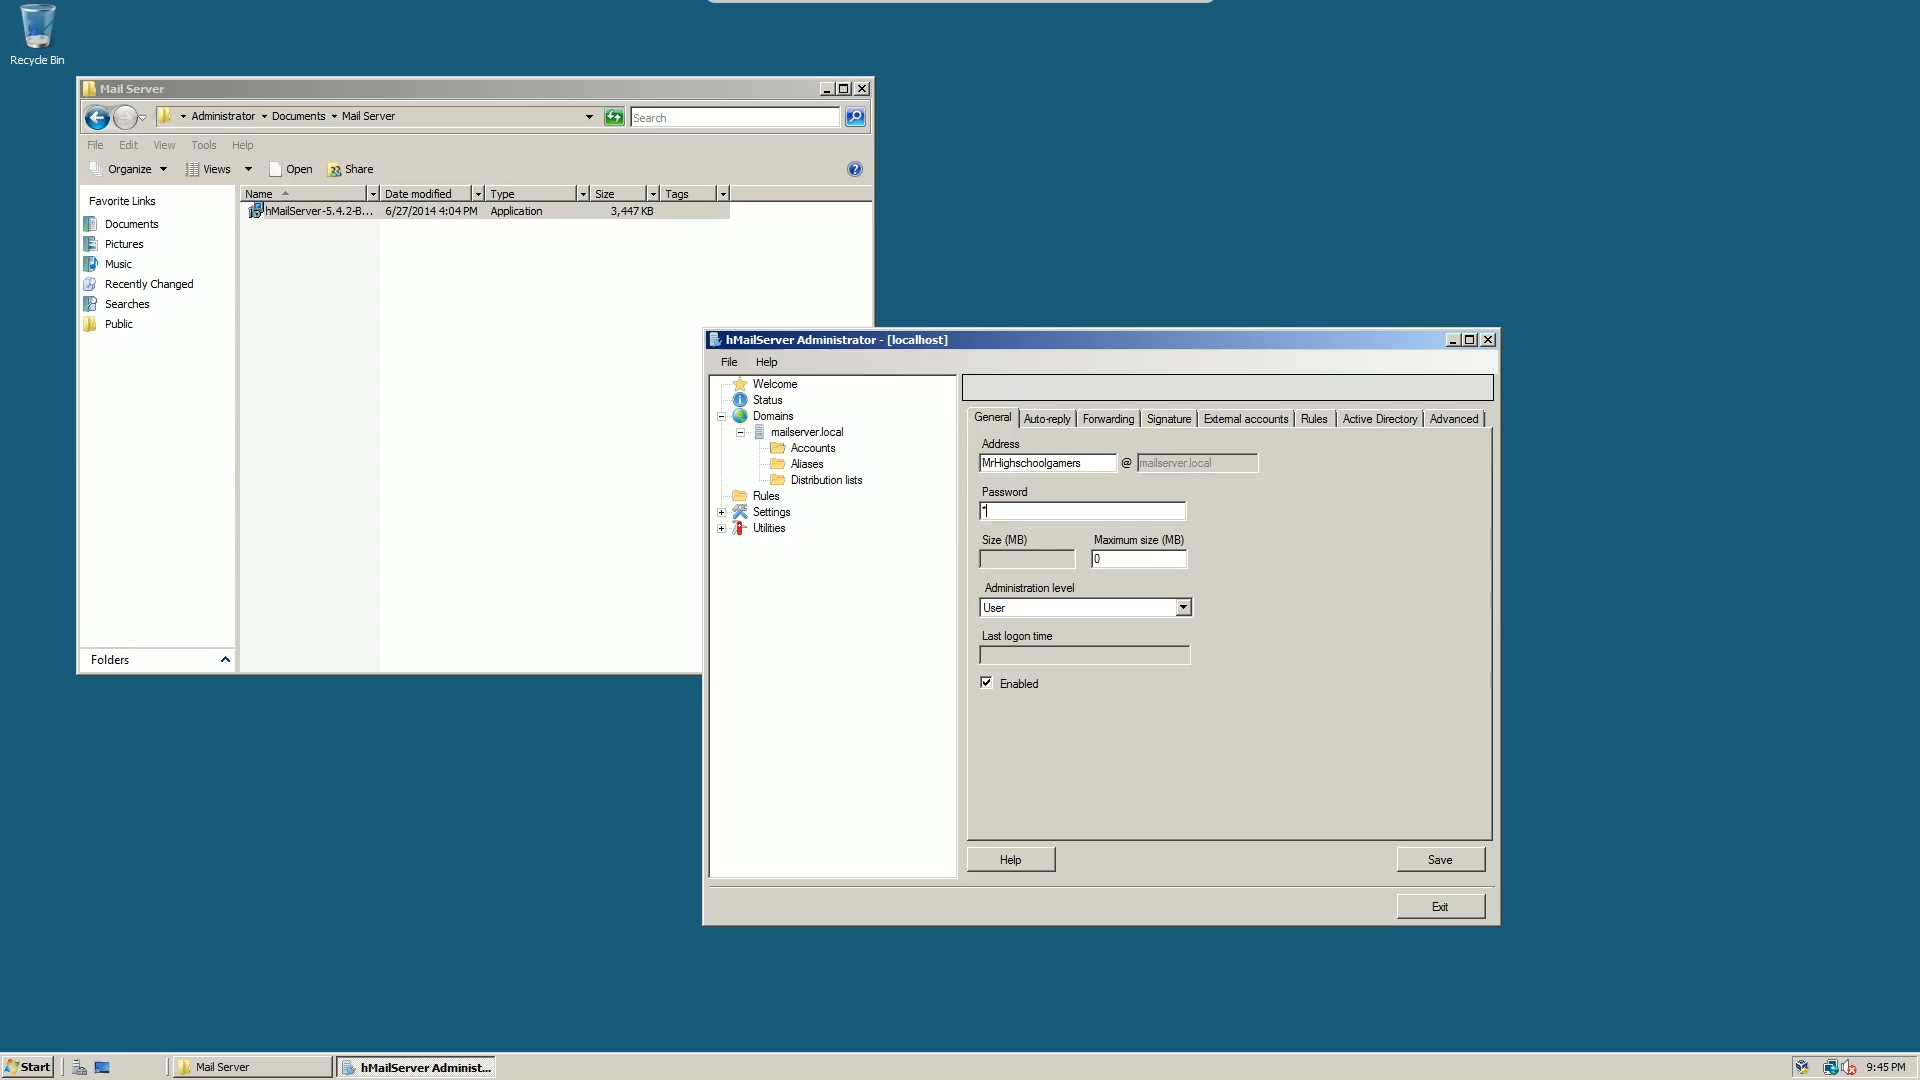 Recycle Bin
Mail Server
Administrator Documents Mail Server
Search
File Edit View Tools Help
Organize Views Open Share
Favorite Links
Documents
Pictures
Music
Recently Changed
Searches
Public
Folders
Name Date modified Type Size Tags
hMailServer-5.4.2-B... 6/27/2014 4:04 PM Application 3,447 KB
hMailServer Administrator - [localhost]
File Help
Welcome
Status
Domains
mailserver.local
Accounts
Aliases
Distribution lists
Rules
Settings
Utilities
General Auto-reply Forwarding Signature External accounts Rules Active Directory Advanced
Address
MrHighschoolgamers @ mailserver.local
Password
*
Size (MB) Maximum size (MB)
0
Administration level
User
Last logon time
Enabled
Help Save
Exit
Start Mail Server hMailServer Administ... 9:45 PM